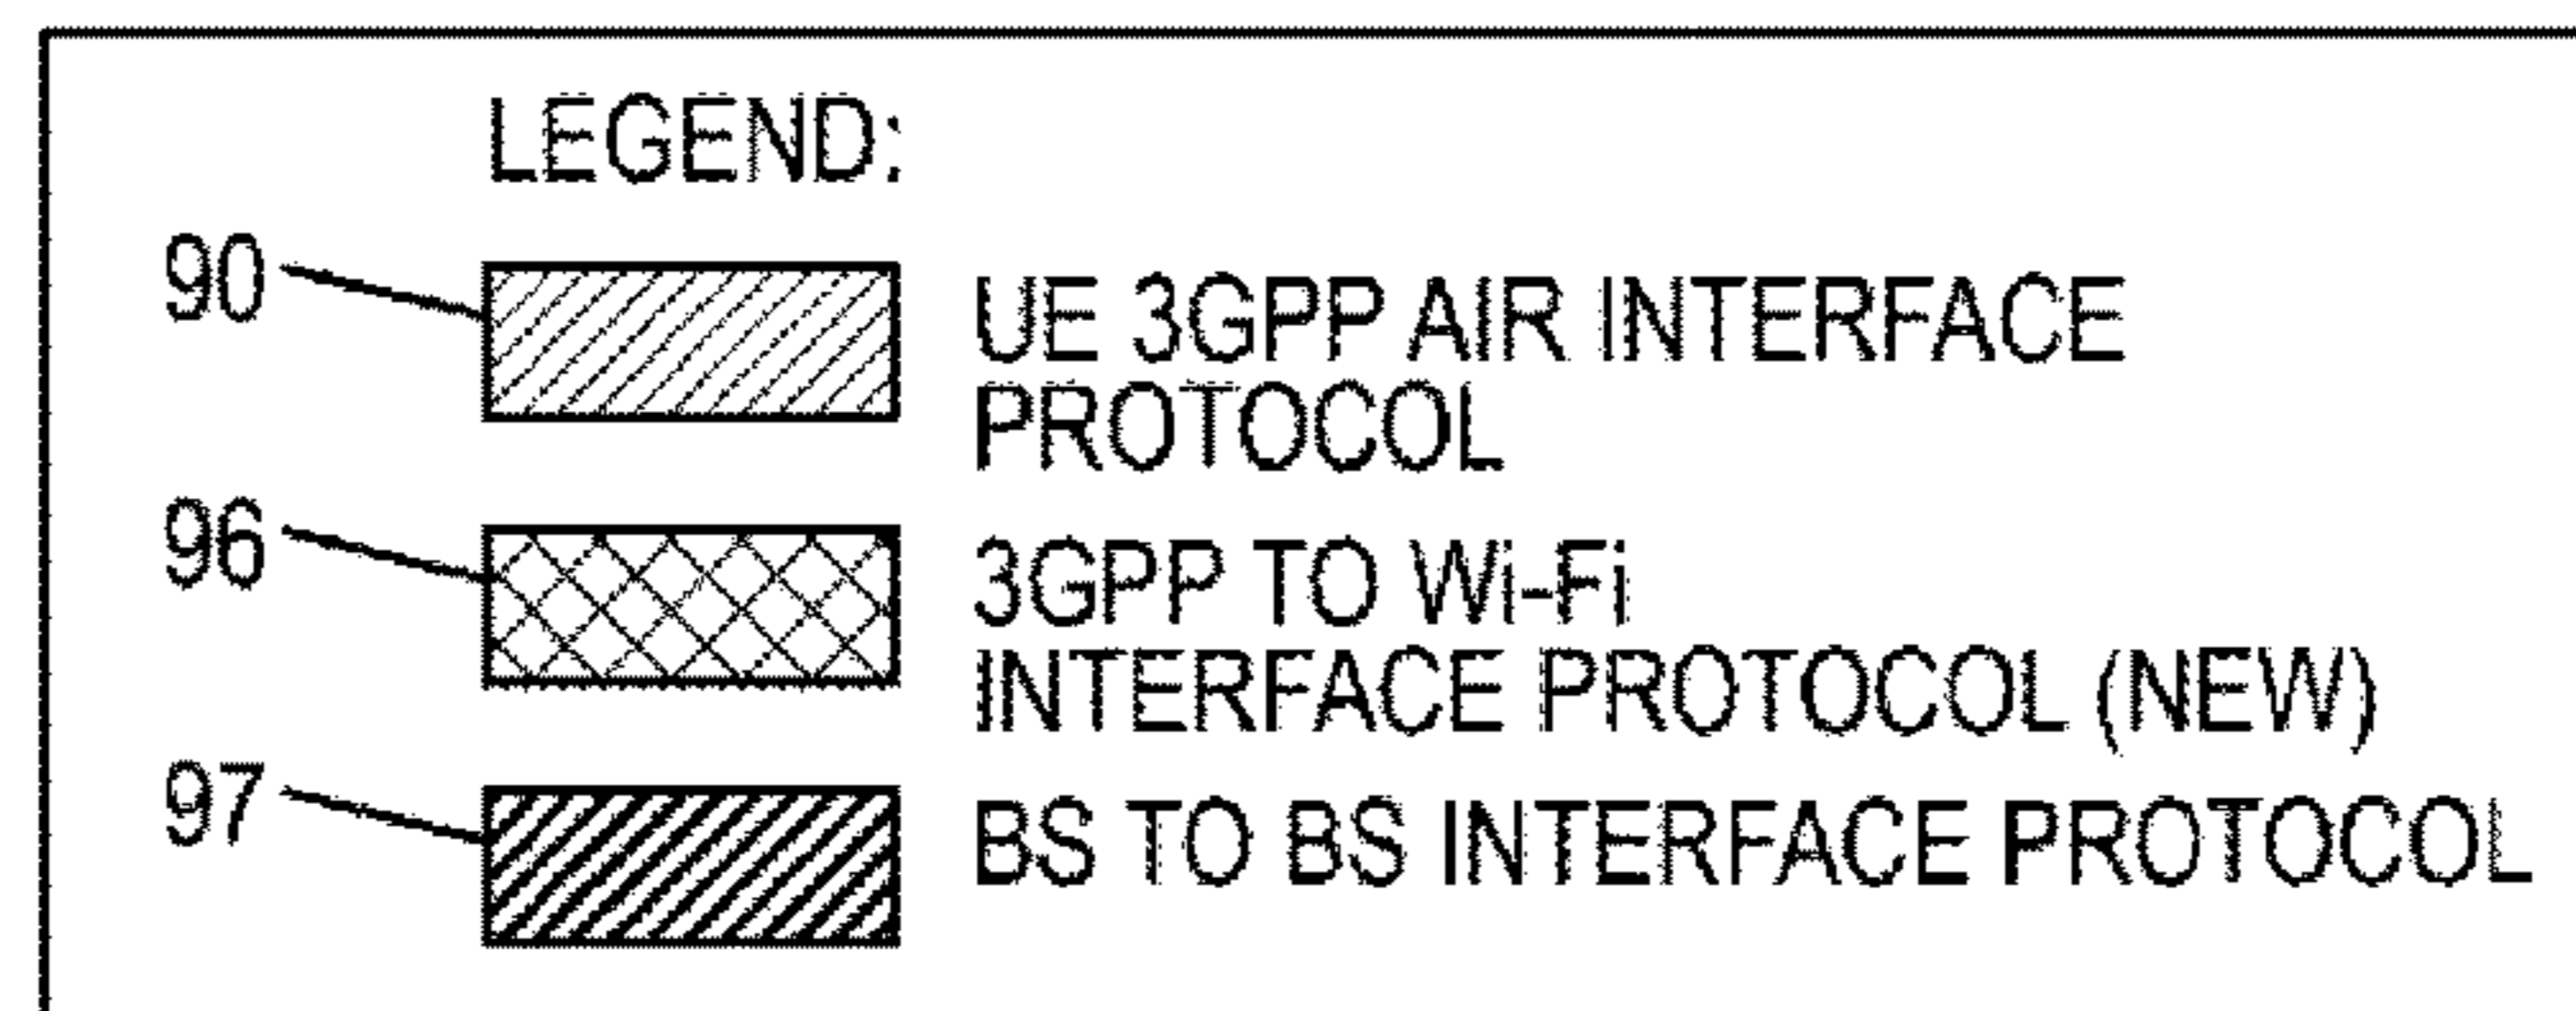 LEGEND:
90
UE 3GPP AIR INTERFACE
PROTOCOL
96
3GPP TO Wi-Fi
INTERFACE PROTOCOL (NEW)
97
BS TO BS INTERFACE PROTOCOL